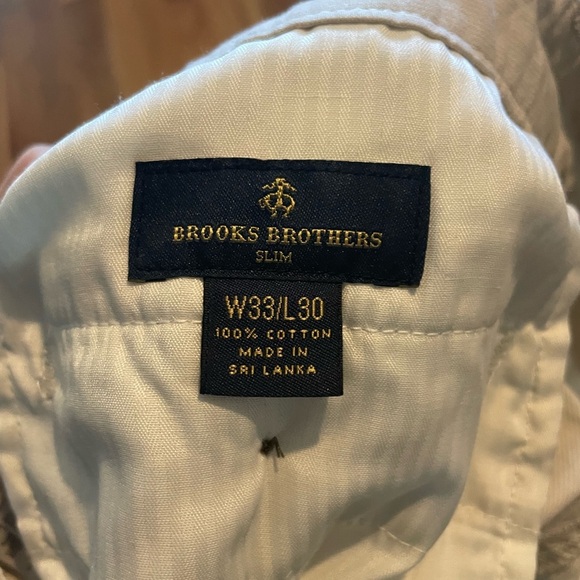 BROOKS BROTHERS
SLIM
W33/L30
100% COTTON
MADE IN
SRI LANKA